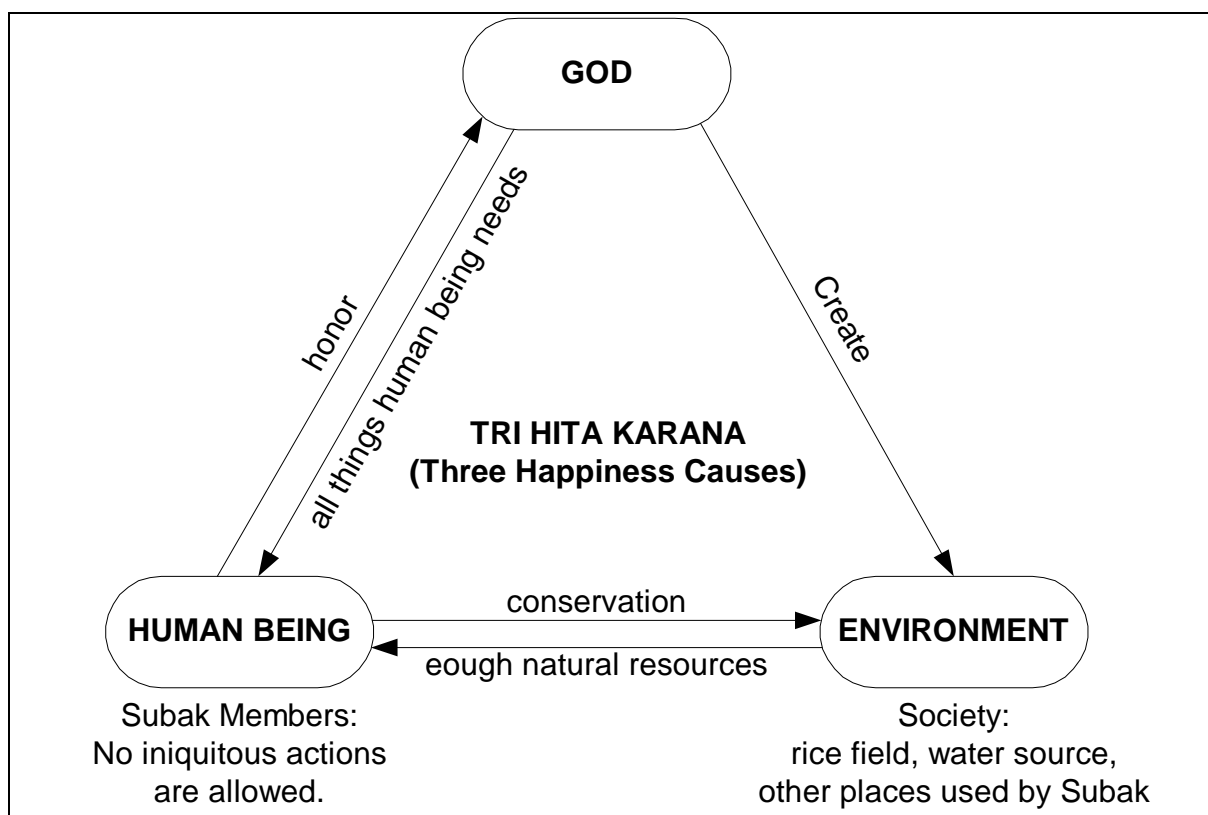 GOD
honor
all things human being needs
Create
TRI HITA KARANA
(Three Happiness Causes)
HUMAN BEING
conservation
eough natural resources
ENVIRONMENT
Subak Members:
No iniquitous actions
are allowed.
Society:
rice field, water source,
other places used by Subak